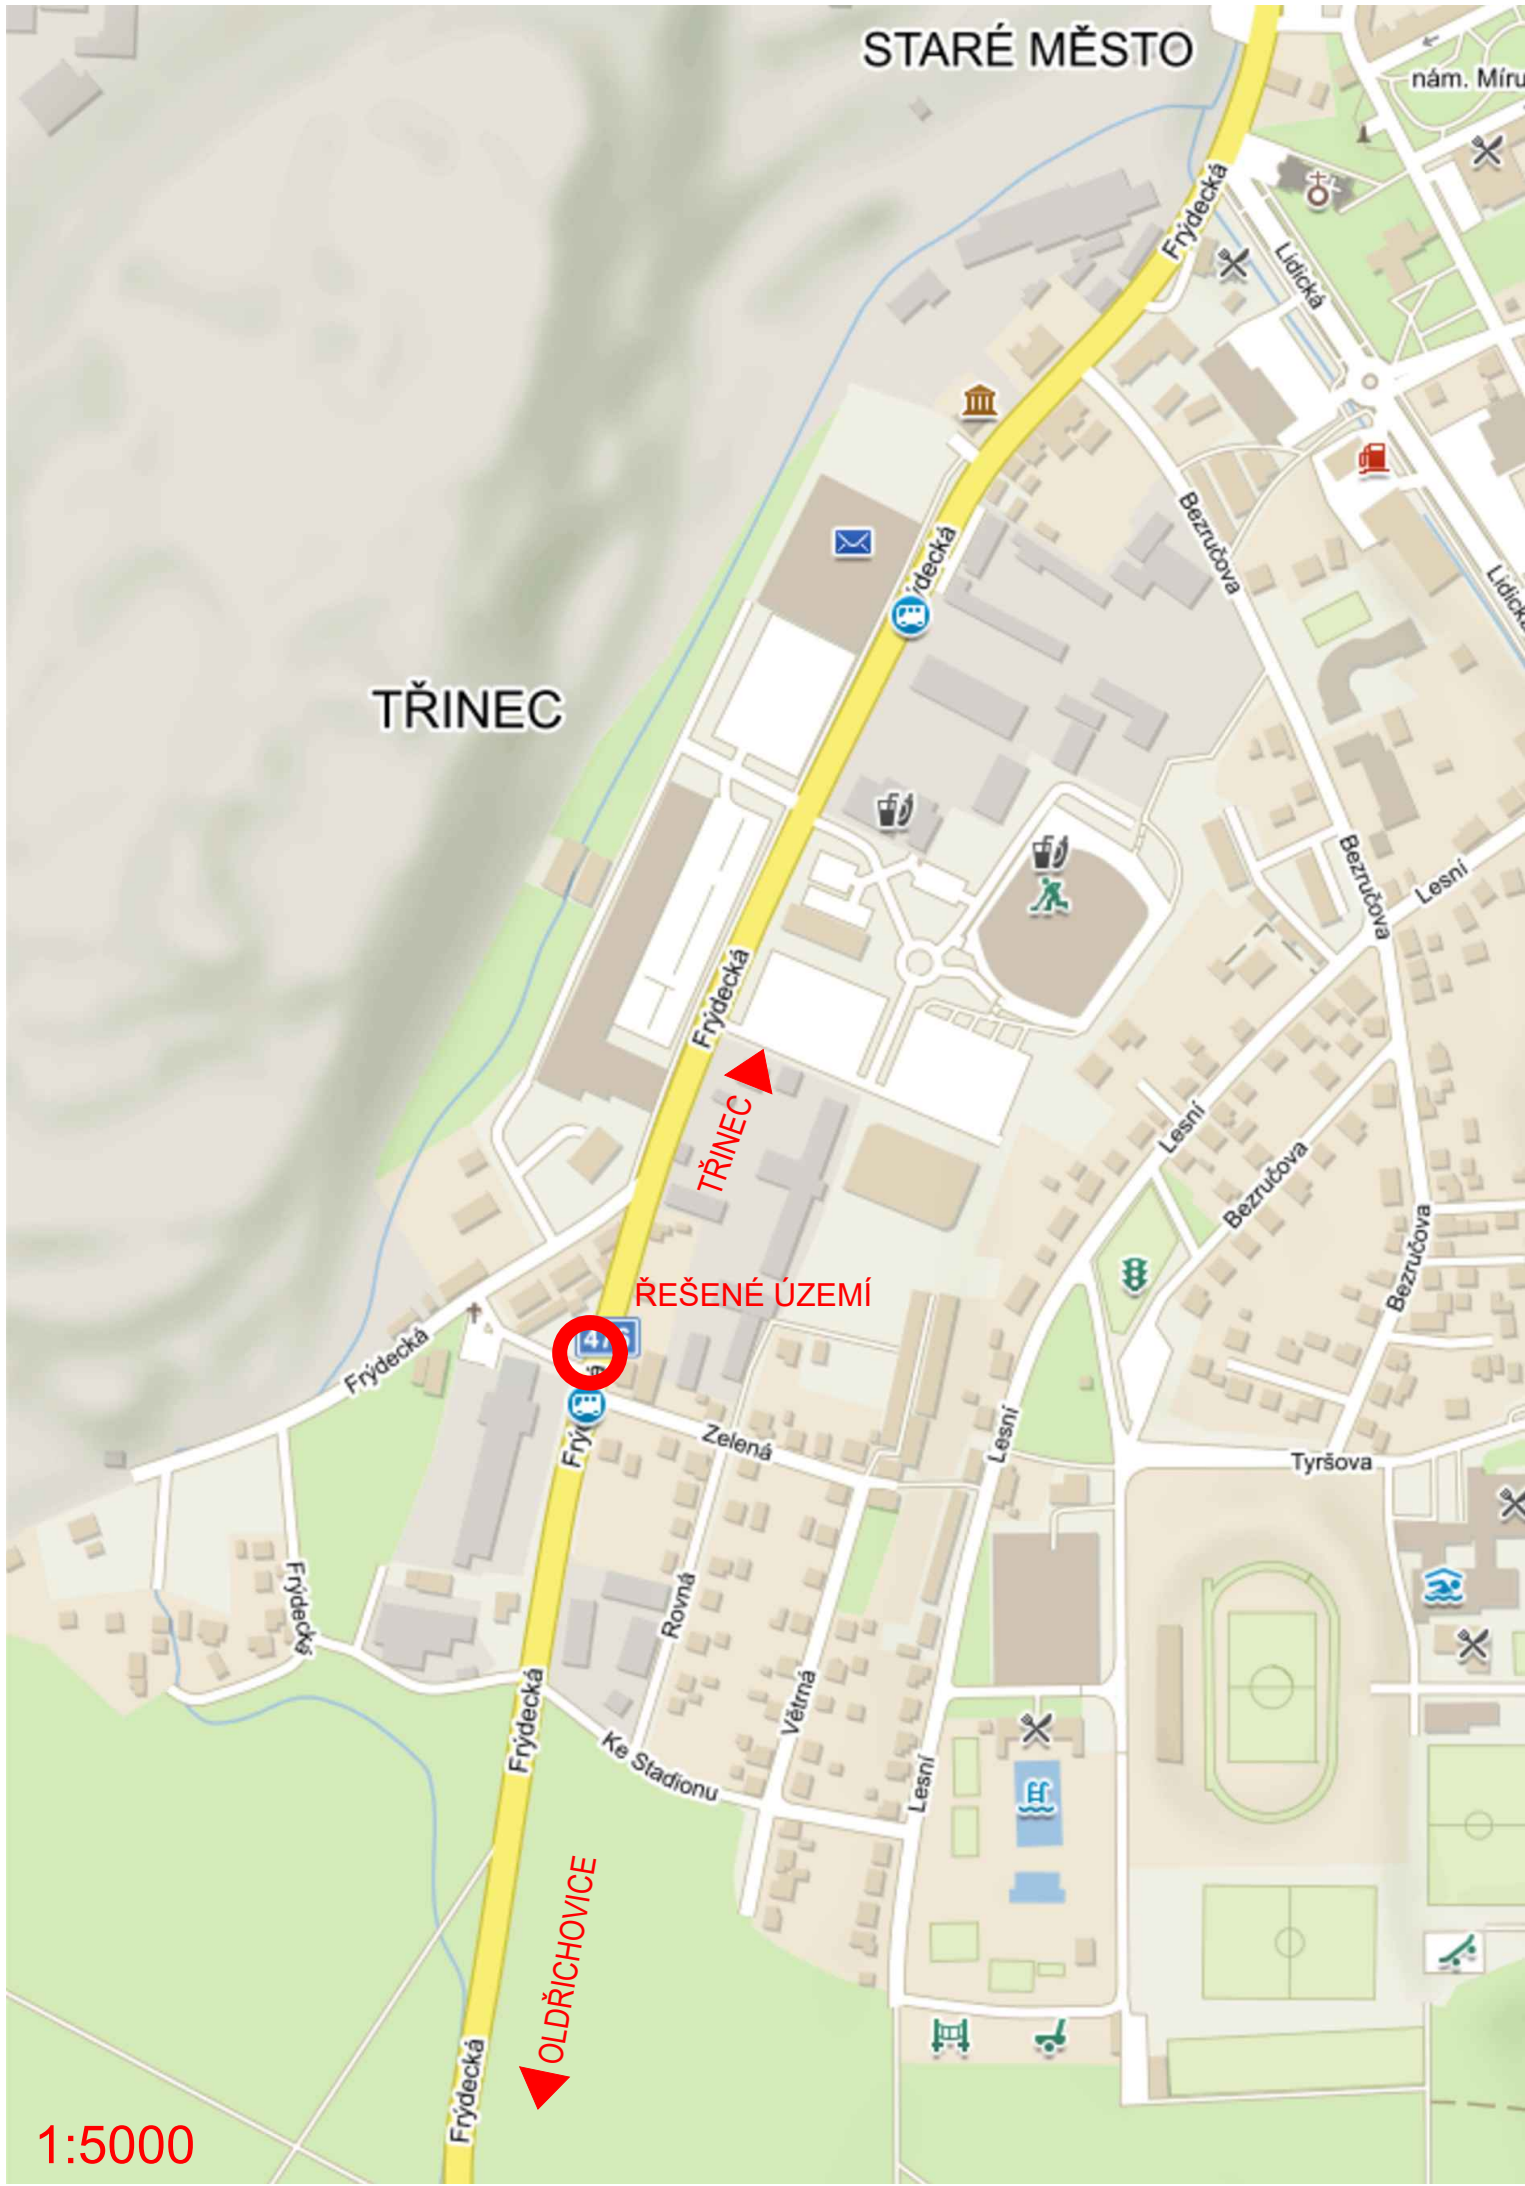 STARÉ MĚSTO
nám. Míru
Frýdecká
Lidická
Bezručova
Lidická
TŘINEC
Bezručova
Lesní
Frýdecká
TŘINEC
Lesní
Bezručova
Bezručova
ŘEŠENÉ ÚZEMÍ
Frýdecká
Lesní
Zelená
Tyršova
Frýdecká
Rovná
Větrná
Frýdecká
Ke Stadionu
Lesní
OLDŘICHOVICE
Frýdecká
1:5000